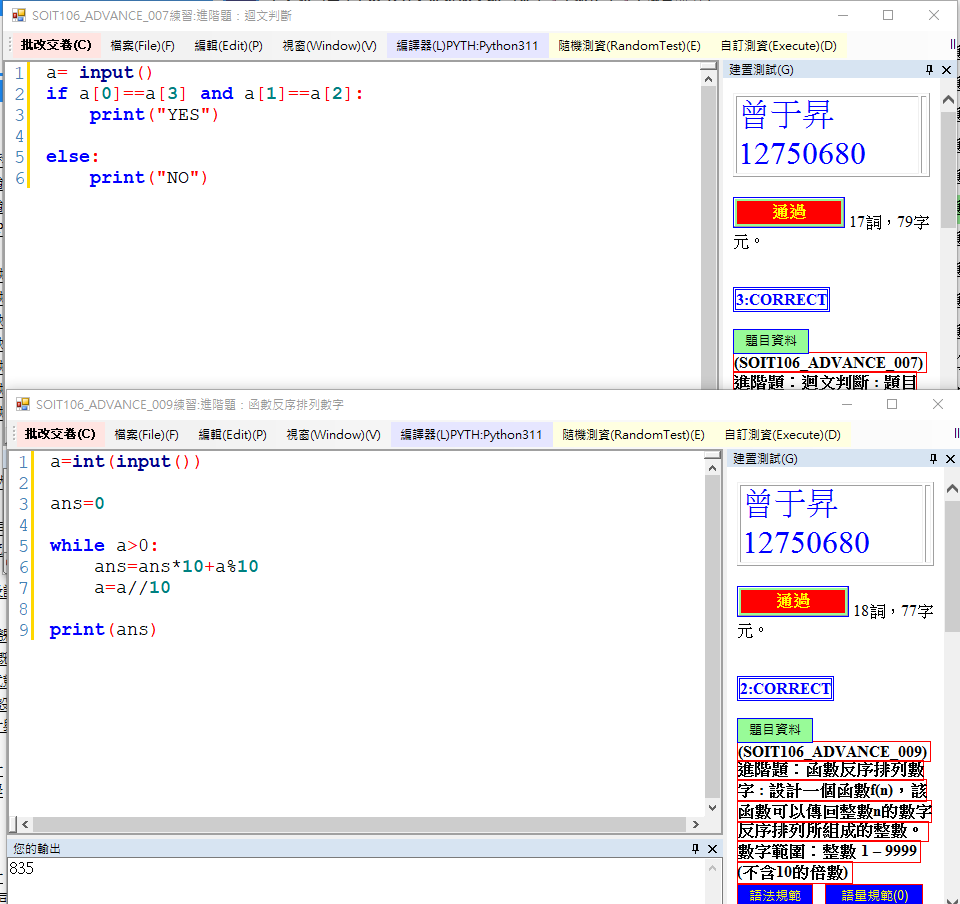 SOIT106_ADVANCE_007練習:進階題：迴文判斷
批改交卷(C) 檔案(File)(F) 編輯(Edit)(P) 視窗(Window)(V) 編譯器(L)PYTH:Python311 隨機測資(RandomTest)(E) 自訂測資(Execute)(D)
1 a= input()
2 if a[0]==a[3] and a[1]==a[2]:
3 print("YES")
4
5 else:
6 print("NO")
建置測試(G)
曾于昇
12750680
通過 17詞，79字
元。
3:CORRECT
題目資料
(SOIT106_ADVANCE_007)
進階題：迴文判斷：題目
SOIT106_ADVANCE_009練習:進階題：函數反序排列數字
批改交卷(C) 檔案(File)(F) 編輯(Edit)(P) 視窗(Window)(V) 編譯器(L)PYTH:Python311 隨機測資(RandomTest)(E) 自訂測資(Execute)(D)
1 a=int(input())
2
3 ans=0
4
5 while a>0:
6 ans=ans*10+a%10
7 a=a//10
8
9 print(ans)
您的輸出
835
建置測試(G)
曾于昇
12750680
通過 18詞，77字
元。
2:CORRECT
題目資料
(SOIT106_ADVANCE_009)
進階題：函數反序排列數
字：設計一個函數f(n)，該
函數可以傳回整數n的數字
反序排列所組成的整數。
數字範圍：整數 1 – 9999
(不含10的倍數)
語法規範 語量規範(0)